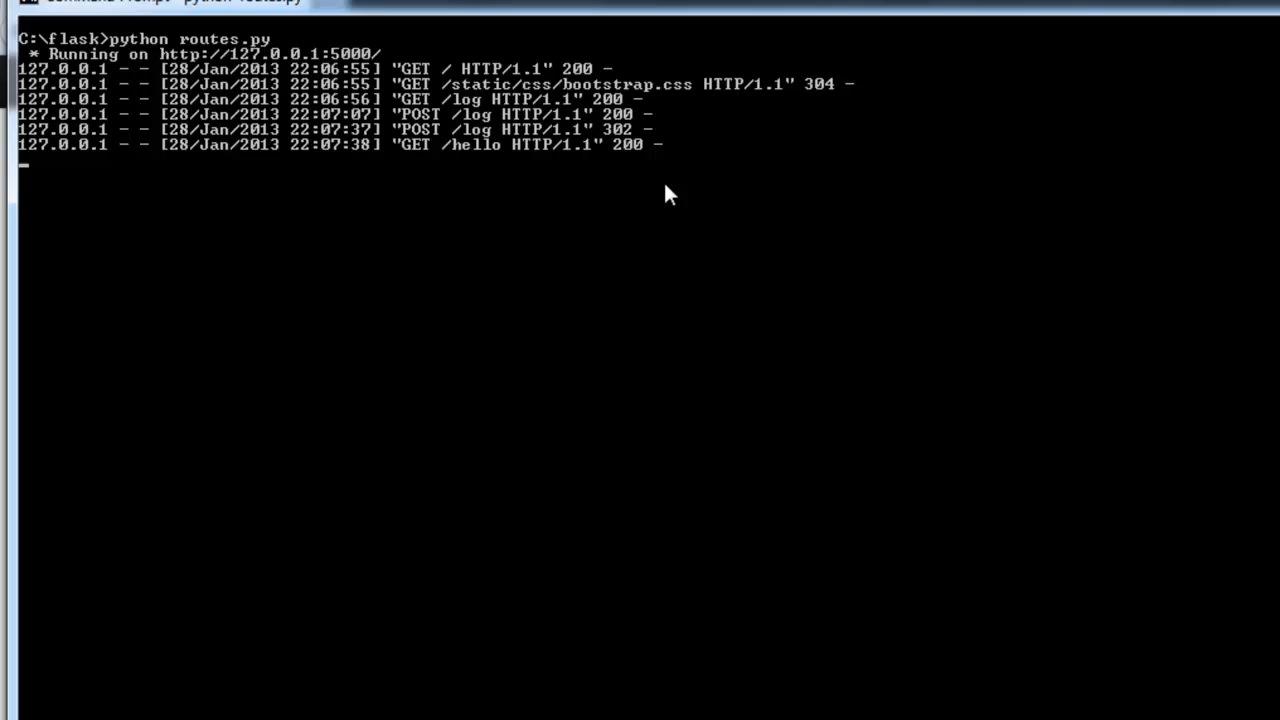 Command Prompt - python routes.py
C:\flask>python routes.py
 * Running on http://127.0.0.1:5000/
127.0.0.1 - - [28/Jan/2013 22:06:55] "GET / HTTP/1.1" 200 -
127.0.0.1 - - [28/Jan/2013 22:06:55] "GET /static/css/bootstrap.css HTTP/1.1" 304 -
127.0.0.1 - - [28/Jan/2013 22:06:56] "GET /log HTTP/1.1" 200 -
127.0.0.1 - - [28/Jan/2013 22:07:07] "POST /log HTTP/1.1" 200 -
127.0.0.1 - - [28/Jan/2013 22:07:37] "POST /log HTTP/1.1" 302 -
127.0.0.1 - - [28/Jan/2013 22:07:38] "GET /hello HTTP/1.1" 200 -